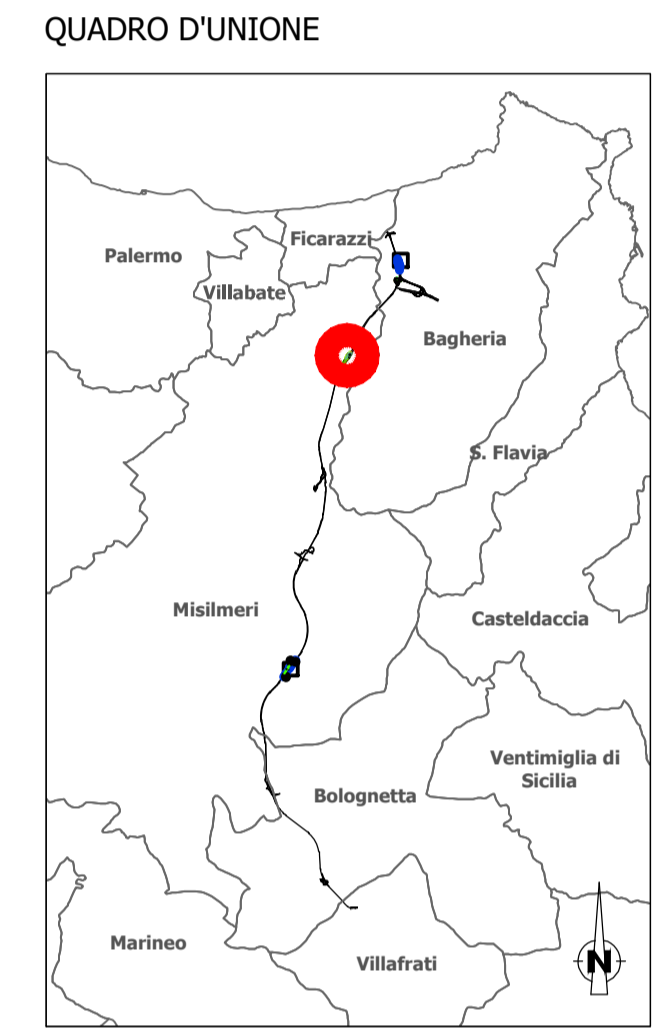 QUADRO D'UNIONE
Ficarazzi
Palermo
Villabate
Bagheria
S. Flavia
Misilmeri
Casteldaccia
Ventimiglia di
Sicilia
Bolognetta
Marineo
Villafrati
N